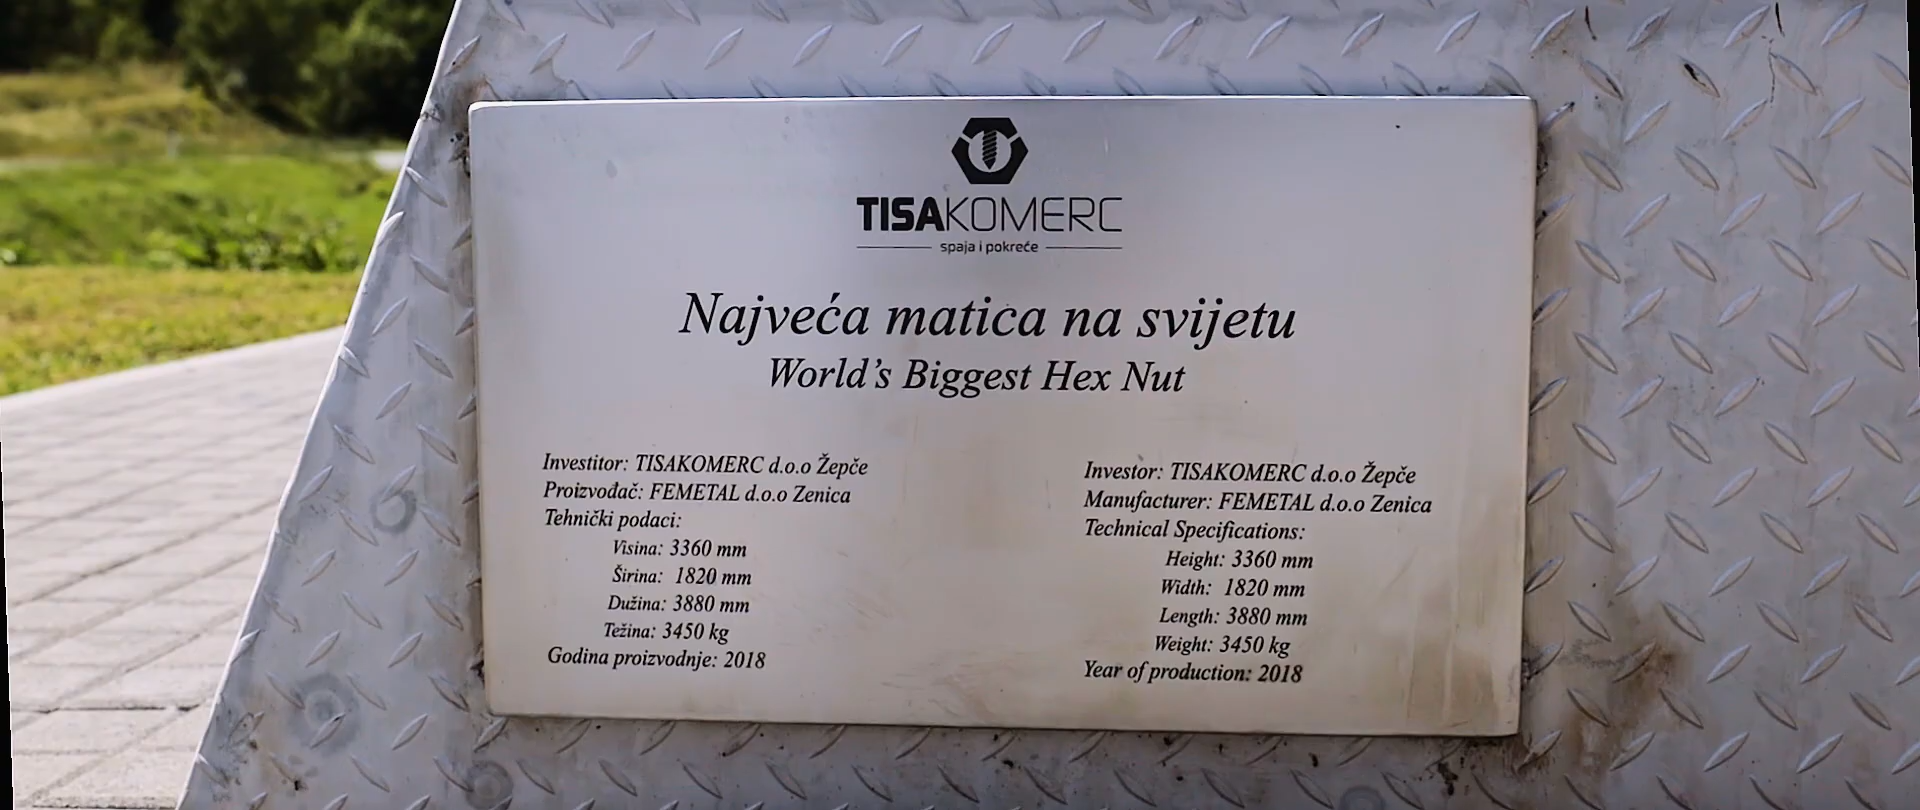 TISAKOMERC
spaja i pokreće
Najveća matica na svijetu
World's Biggest Hex Nut
Investitor: TISAKOMERC d.o.o Žepče
Proizvođač: FEMETAL d.o.o Zenica
Tehnički podaci:
Visina: 3360 mm
Širina: 1820 mm
Dužina: 3880 mm
Težina: 3450 kg
Godina proizvodnje: 2018
Investor: TISAKOMERC d.o.o Žepče
Manufacturer: FEMETAL d.o.o Zenica
Technical Specifications:
Height: 3360 mm
Width: 1820 mm
Length: 3880 mm
Weight: 3450 kg
Year of production: 2018